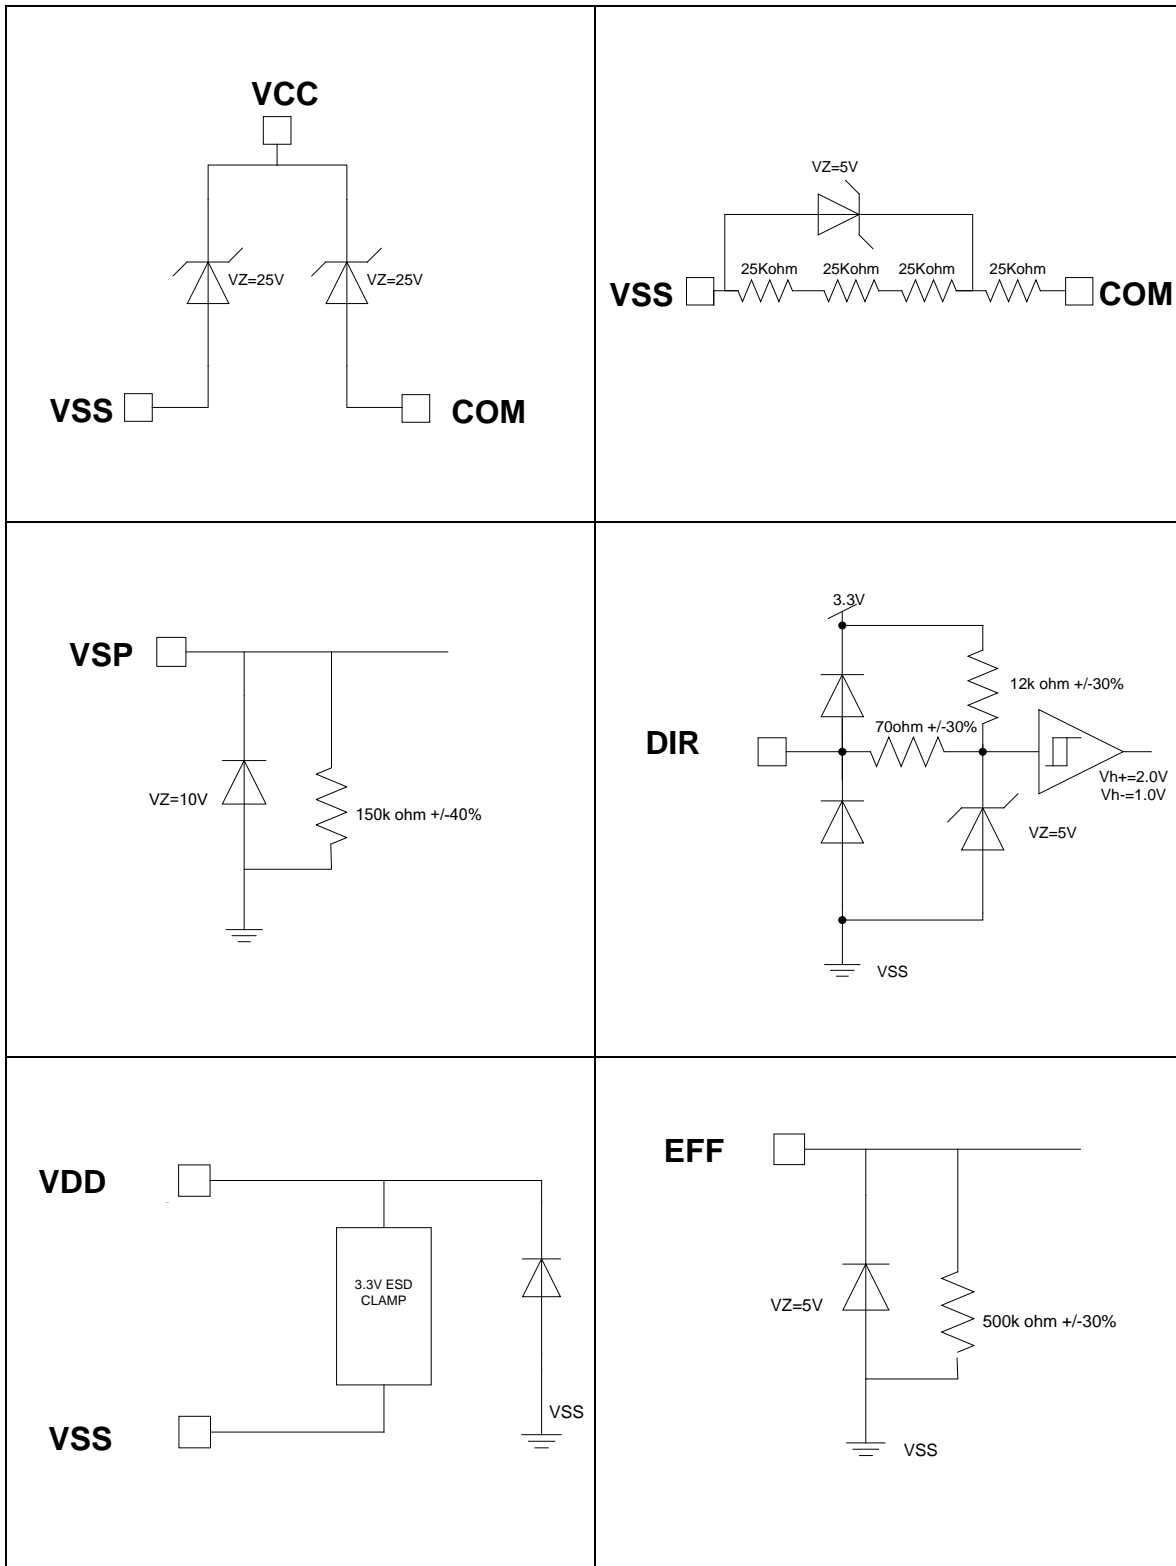 VCC
VZ=25V
VZ=25V
VSS
COM
VZ=5V
25Kohm
25Kohm
25Kohm
25Kohm
VSS
COM
VSP
VZ=10V
150k ohm +/-40%
3.3V
12k ohm +/-30%
70ohm +/-30%
DIR
Vh+=2.0V
Vh-=1.0V
VZ=5V
VSS
VDD
3.3V ESD
CLAMP
VSS
VSS
EFF
VZ=5V
500k ohm +/-30%
VSS